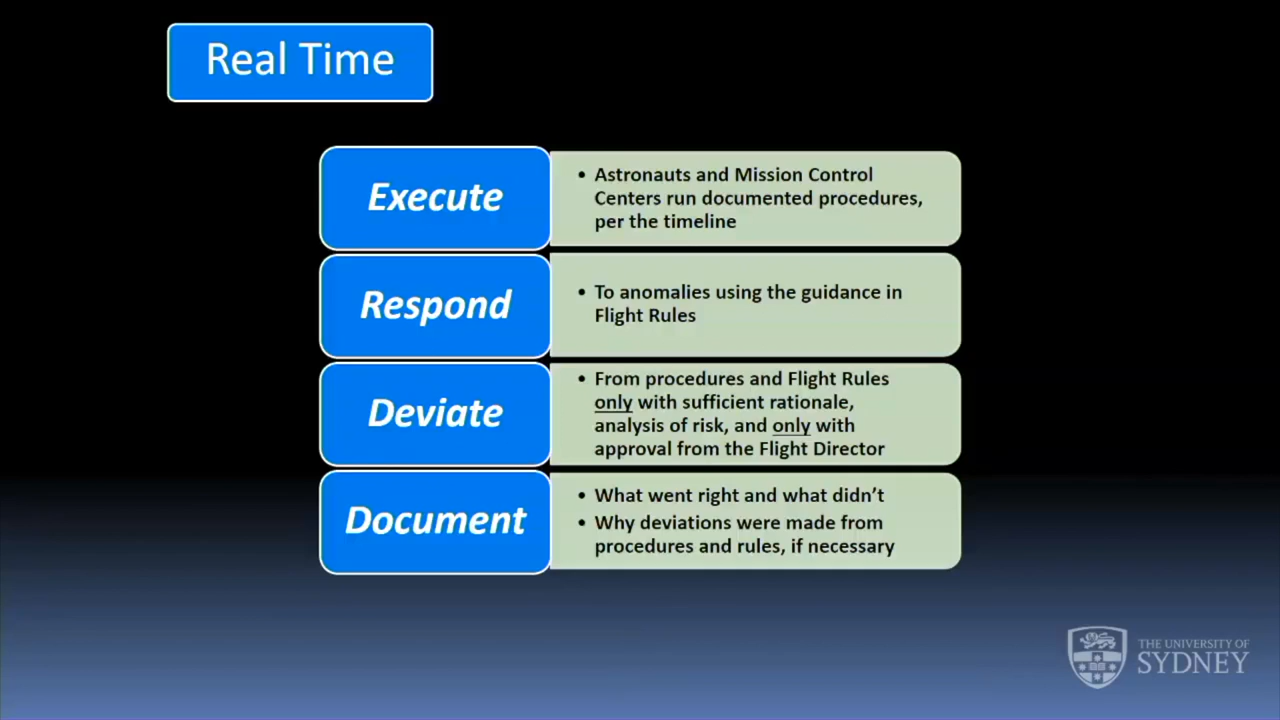 Real Time
Execute
• Astronauts and Mission Control
Centers run documented procedures,
per the timeline
Respond
• To anomalies using the guidance in
Flight Rules
Deviate
• From procedures and Flight Rules
only with sufficient rationale,
analysis of risk, and only with
approval from the Flight Director
Document
• What went right and what didn’t
• Why deviations were made from
procedures and rules, if necessary
THE UNIVERSITY OF
SYDNEY